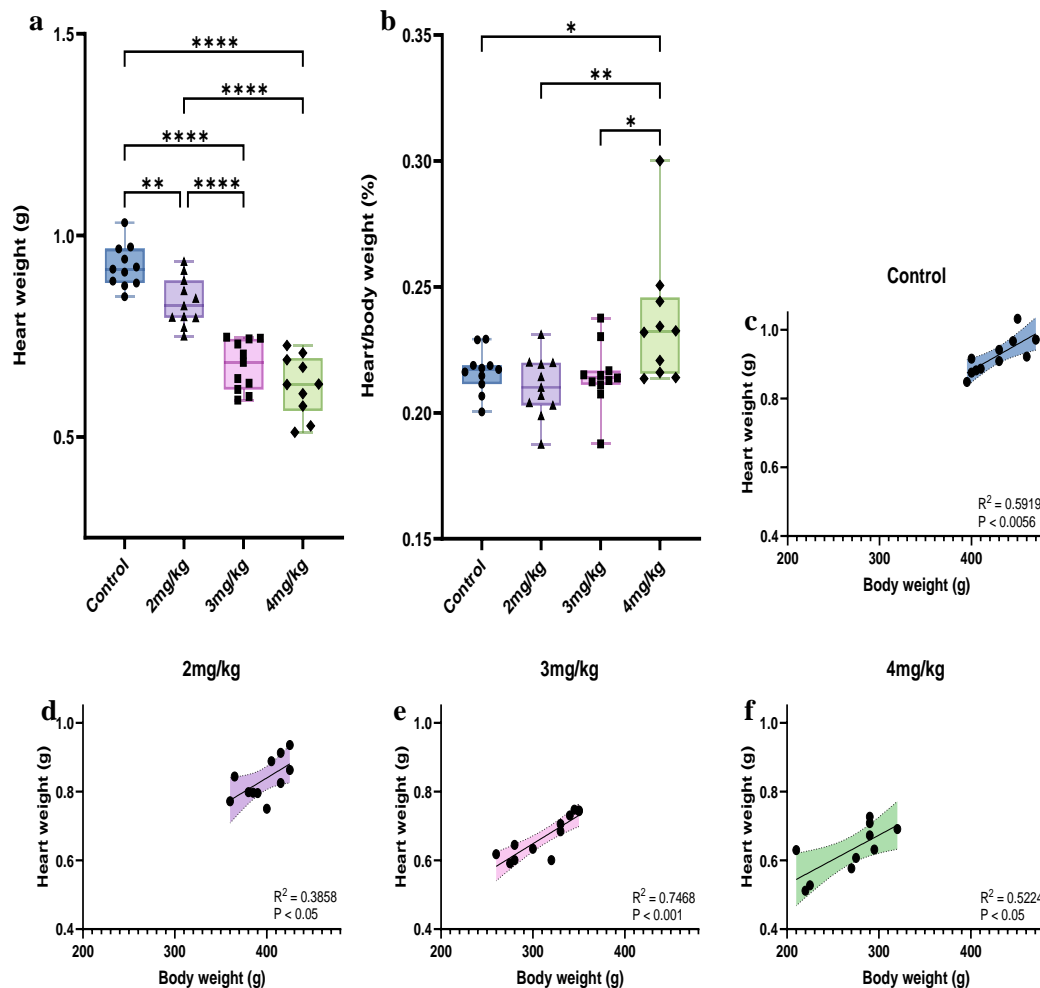 a
1.5
1.0
0.5
Heart weight (g)
****
****
****
**
****
Control
2mg/kg
3mg/kg
4mg/kg
b
0.35
0.30
0.25
0.20
0.15
Heart/body weight (%)
*
**
*
Control
2mg/kg
3mg/kg
4mg/kg
Control
c
1.0
0.8
0.6
0.4
Heart weight (g)
R² = 0.5919
P < 0.0056
200
300
400
Body weight (g)
2mg/kg
d
1.0
0.8
0.6
0.4
Heart weight (g)
R² = 0.3858
P < 0.05
200
300
400
Body weight (g)
3mg/kg
e
1.0
0.8
0.6
0.4
Heart weight (g)
R² = 0.7468
P < 0.001
200
300
400
Body weight (g)
4mg/kg
f
1.0
0.8
0.6
0.4
Heart weight (g)
R² = 0.5224
P < 0.05
200
300
400
Body weight (g)